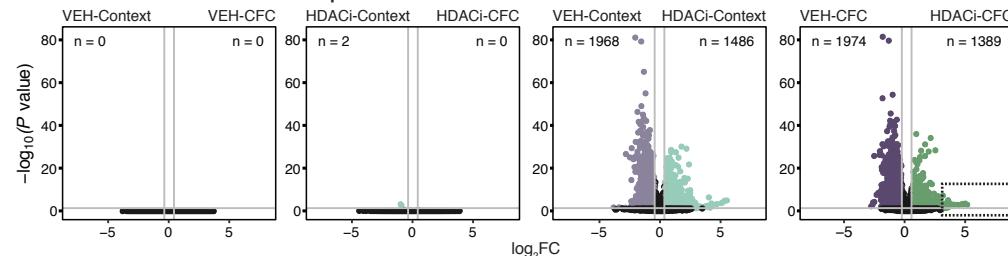 VEH-Context VEH-CFC HDACi-Context HDACi-CFC VEH-Context HDACi-Context VEH-CFC HDACi-CFC
n = 0 n = 0 n = 2 n = 0 n = 1968 n = 1486 n = 1974 n = 1389
80 80 80 80
60 60 60 60
40 40 40 40
20 20 20 20
0 0 0 0
−log10(P value)
−5 0 5 −5 0 5 −5 0 5 −5 0 5
log2FC